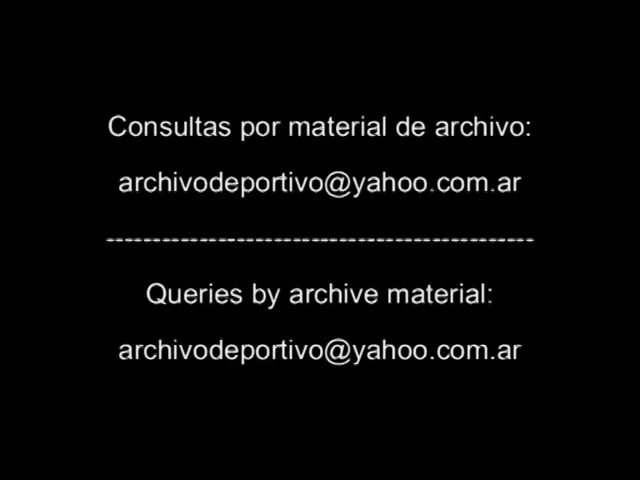 Consultas por material de archivo:
archivodeportivo@yahoo.com.ar
-----------------------------------------------
Queries by archive material:
archivodeportivo@yahoo.com.ar